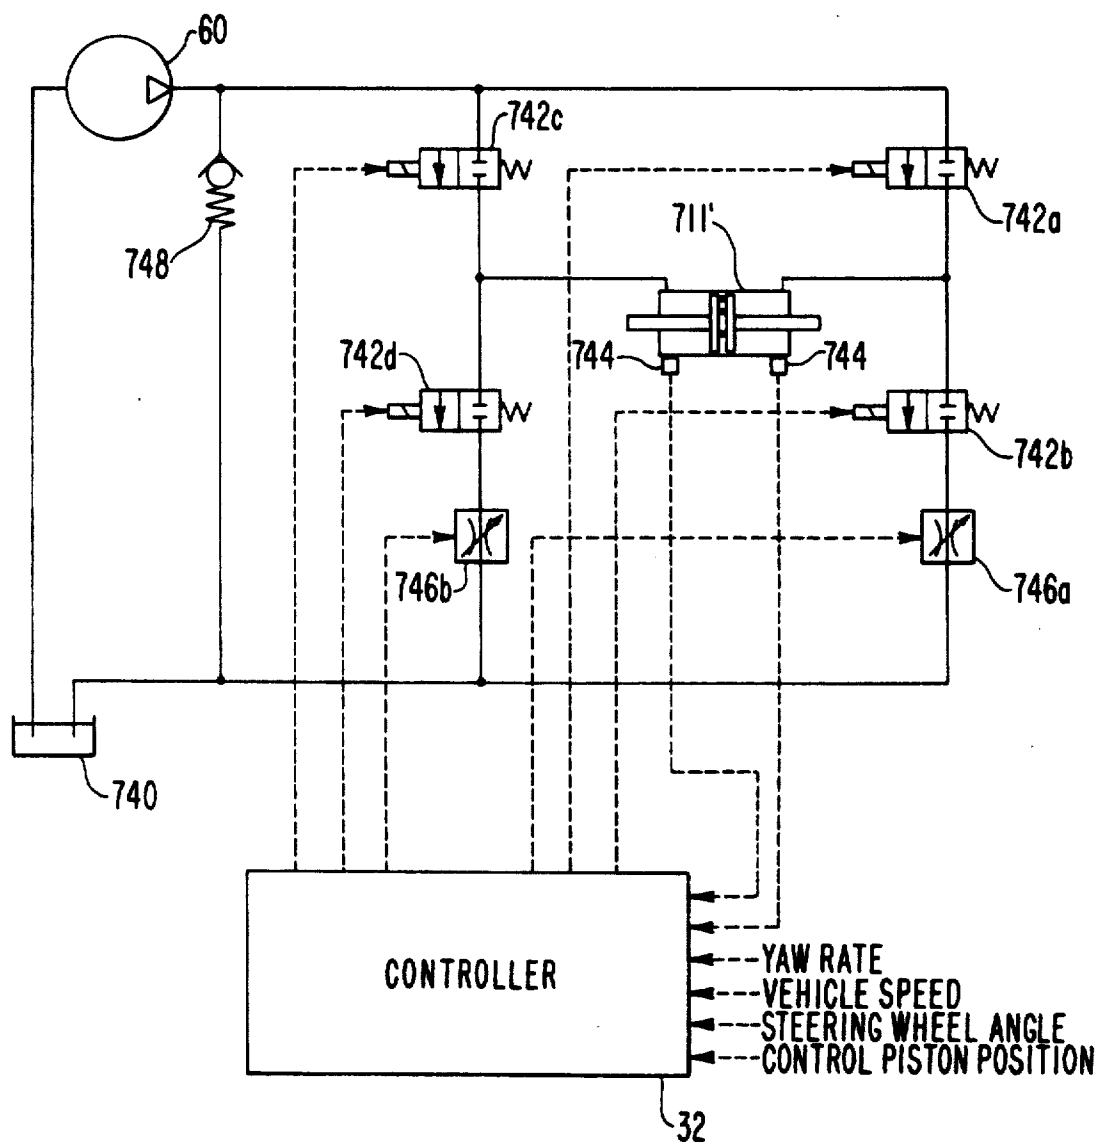 60
742c
742a
748
711'
742d
744
744
742b
746b
746a
740
CONTROLLER
YAW RATE
VEHICLE SPEED
STEERING WHEEL ANGLE
CONTROL PISTON POSITION
32